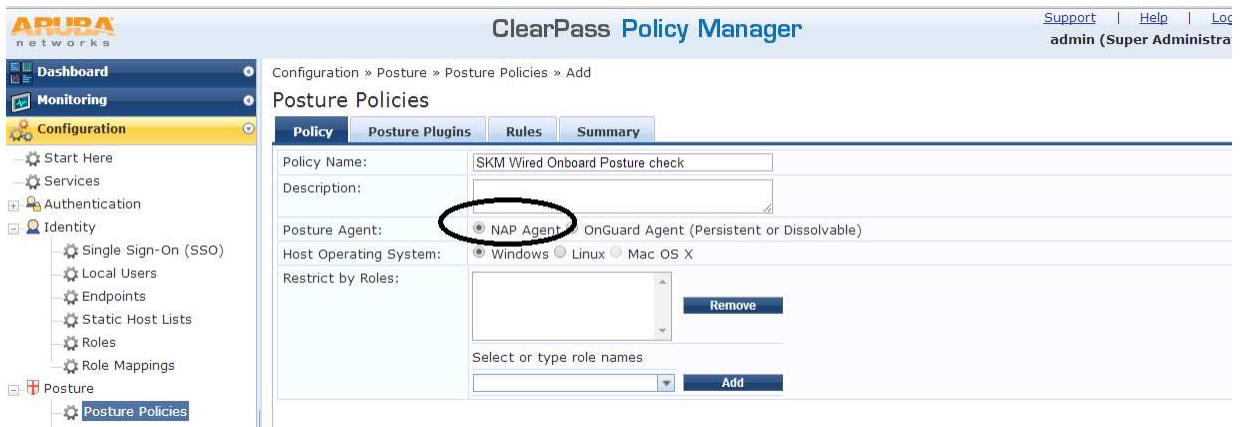 ARUBA
networks
ClearPass Policy Manager
Support | Help |
admin (Super
Dashboard
Monitoring
Configuration
Start Here
Services
Authentication
Identity
Single Sign-On (SSO)
Local Users
Endpoints
Static Host Lists
Roles
Role Mappings
Posture
Posture Policies
Configuration » Posture » Posture Policies » Add
Posture Policies
Policy Posture Plugins Rules Summary
Policy Name: SKM Wired Onboard Posture check
Description:
Posture Agent: NAP Agent OnGuard Agent (Persistent or Dissolvable)
Host Operating System: Windows Linux Mac OS X
Restrict by Roles:
Remove
Select or type role names
Add